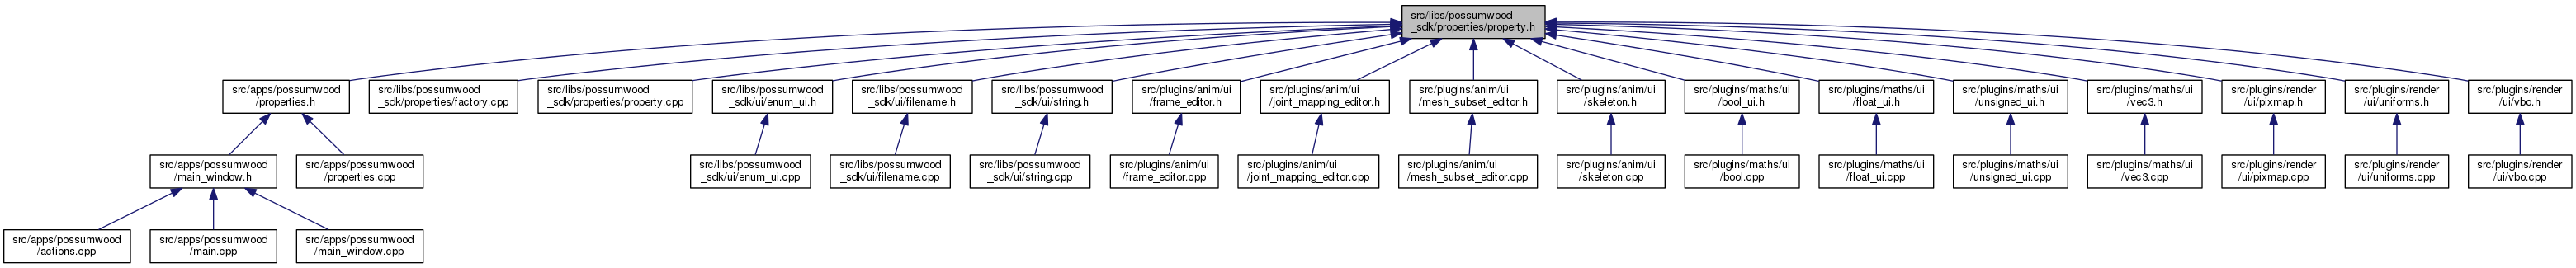 src/libs/possumwood
_sdk/properties/property.h
src/apps/possumwood
/properties.h
src/libs/possumwood
_sdk/properties/factory.cpp
src/libs/possumwood
_sdk/properties/property.cpp
src/libs/possumwood
_sdk/ui/enum_ui.h
src/libs/possumwood
_sdk/ui/filename.h
src/libs/possumwood
_sdk/ui/string.h
src/plugins/anim/ui
/frame_editor.h
src/plugins/anim/ui
/joint_mapping_editor.h
src/plugins/anim/ui
/mesh_subset_editor.h
src/plugins/anim/ui
/skeleton.h
src/plugins/maths/ui
/bool_ui.h
src/plugins/maths/ui
/float_ui.h
src/plugins/maths/ui
/unsigned_ui.h
src/plugins/maths/ui
/vec3.h
src/plugins/render
/ui/pixmap.h
src/plugins/render
/ui/uniforms.h
src/plugins/render
/ui/vbo.h
src/apps/possumwood
/main_window.h
src/apps/possumwood
/properties.cpp
src/libs/possumwood
_sdk/ui/enum_ui.cpp
src/libs/possumwood
_sdk/ui/filename.cpp
src/libs/possumwood
_sdk/ui/string.cpp
src/plugins/anim/ui
/frame_editor.cpp
src/plugins/anim/ui
/joint_mapping_editor.cpp
src/plugins/anim/ui
/mesh_subset_editor.cpp
src/plugins/anim/ui
/skeleton.cpp
src/plugins/maths/ui
/bool.cpp
src/plugins/maths/ui
/float_ui.cpp
src/plugins/maths/ui
/unsigned_ui.cpp
src/plugins/maths/ui
/vec3.cpp
src/plugins/render
/ui/pixmap.cpp
src/plugins/render
/ui/uniforms.cpp
src/plugins/render
/ui/vbo.cpp
src/apps/possumwood
/actions.cpp
src/apps/possumwood
/main.cpp
src/apps/possumwood
/main_window.cpp